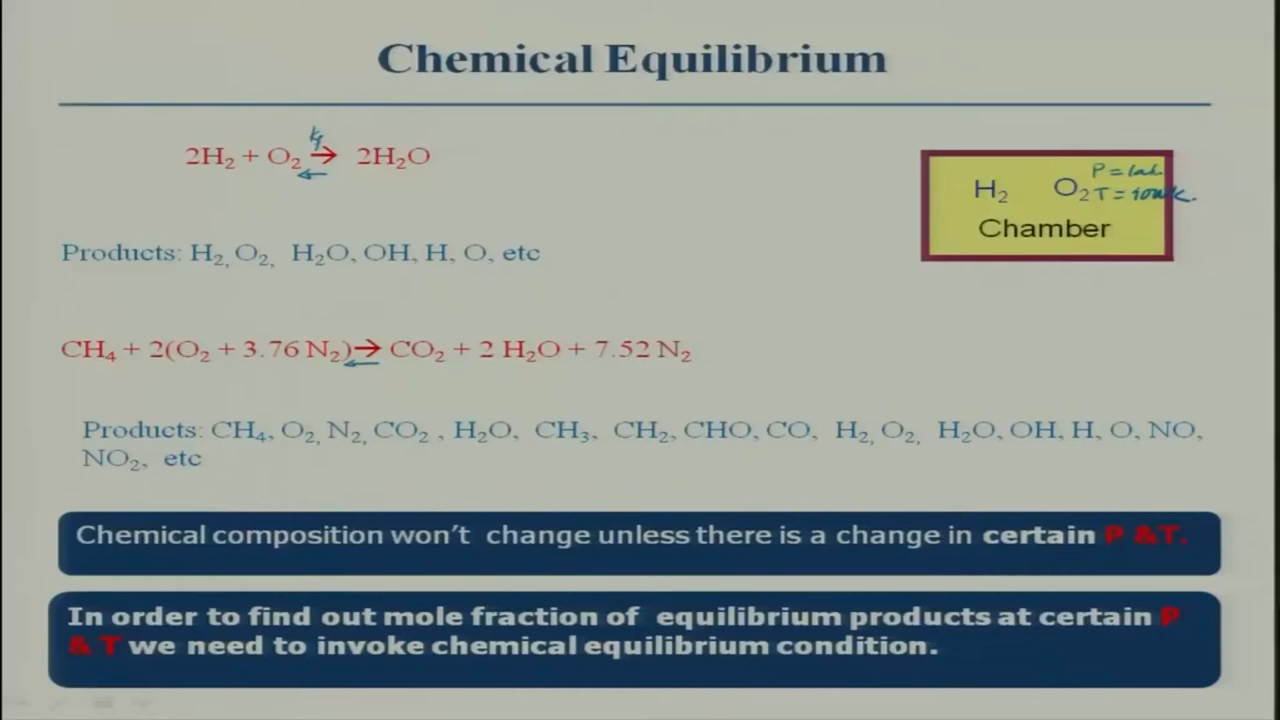 Chemical Equilibrium
2H₂ + O₂ → 2H₂O
P = 1at.
H₂ O₂ T =
Chamber
Products: H₂, O₂, H₂O, OH, H, O, etc
CH₄ + 2(O₂ + 3.76 N₂) → CO₂ + 2 H₂O + 7.52 N₂
Products: CH₄, O₂, N₂, CO₂ , H₂O, CH₃, CH₂, CHO, CO, H₂, O₂, H₂O, OH, H, O, NO,
NO₂, etc
Chemical composition won't change unless there is a change in certain P &T.
In order to find out mole fraction of equilibrium products at certain P
& T we need to invoke chemical equilibrium condition.